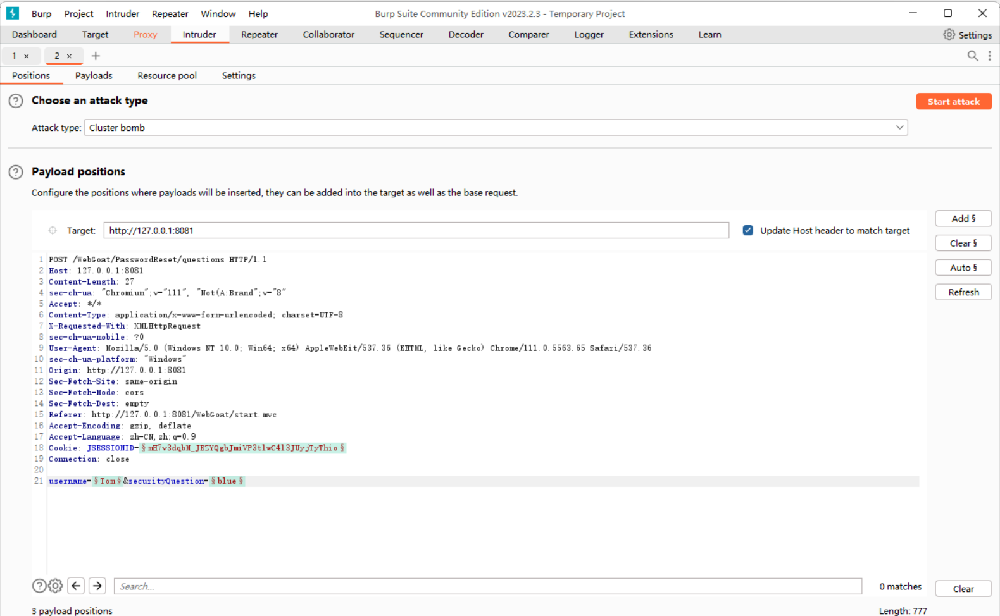 Burp Project Intruder Repeater Window Help Burp Suite Community Edition v2023.2.3 - Temporary Project
Dashboard Target Proxy Intruder Repeater Collaborator Sequencer Decoder Comparer Logger Extensions Learn Settings
1 × 2 × +
Positions Payloads Resource pool Settings
? Choose an attack type Start attack
Attack type: Cluster bomb
? Payload positions
Configure the positions where payloads will be inserted, they can be added into the target as well as the base request.
Target: http://127.0.0.1:8081 Update Host header to match target
Add §
Clear §
Auto §
Refresh
1 POST /WebGoat/PasswordReset/questions HTTP/1.1
2 Host: 127.0.0.1:8081
3 Content-Length: 27
4 sec-ch-ua: "Chromium";v="111", "Not(A:Brand";v="8"
5 Accept: */*
6 Content-Type: application/x-www-form-urlencoded; charset=UTF-8
7 X-Requested-With: XMLHttpRequest
8 sec-ch-ua-mobile: ?0
9 User-Agent: Mozilla/5.0 (Windows NT 10.0; Win64; x64) AppleWebKit/537.36 (KHTML, like Gecko) Chrome/111.0.5563.65 Safari/537.36
10 sec-ch-ua-platform: "Windows"
11 Origin: http://127.0.0.1:8081
12 Sec-Fetch-Site: same-origin
13 Sec-Fetch-Mode: cors
14 Sec-Fetch-Dest: empty
15 Referer: http://127.0.0.1:8081/WebGoat/start.mvc
16 Accept-Encoding: gzip, deflate
17 Accept-Language: zh-CN,zh;q=0.9
18 Cookie: JSESSIONID=§mH7v3dqbM_JEZYQgbJmiVP3tlwC4l3JUyjTyThio§
19 Connection: close
20
21 username=§Tom§&securityQuestion=§blue§
? Search... 0 matches Clear
3 payload positions Length: 777